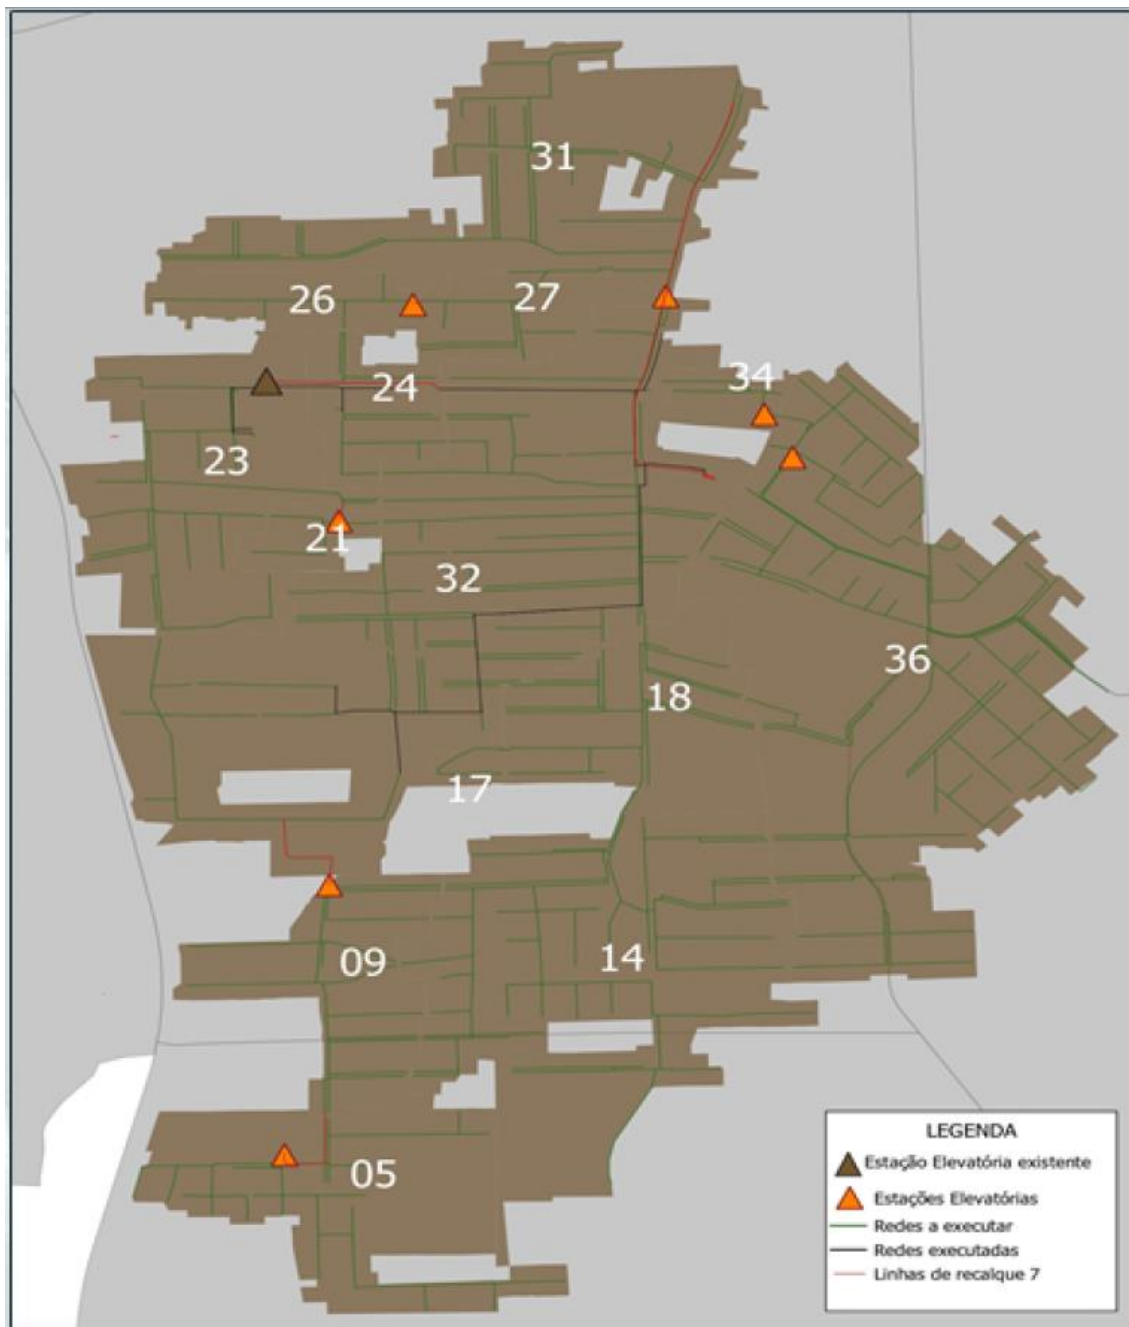 31
26
27
34
24
23
21
32
36
18
17
09
14
05
LEGENDA
Estação Elevatória existente
Estações Elevatórias
Redes a executar
Redes executadas
Linhas de recalque 7